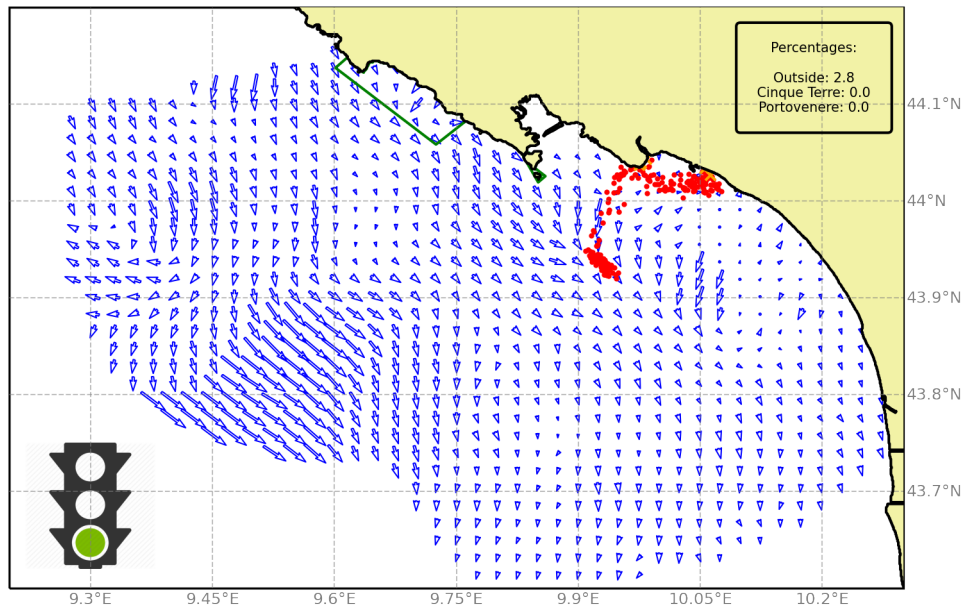 Percentages:
Outside: 2.8
Cinque Terre: 0.0
Portovenere: 0.0
44.1°N
44°N
43.9°N
43.8°N
43.7°N
9.3°E 9.45°E 9.6°E 9.75°E 9.9°E 10.05°E 10.2°E